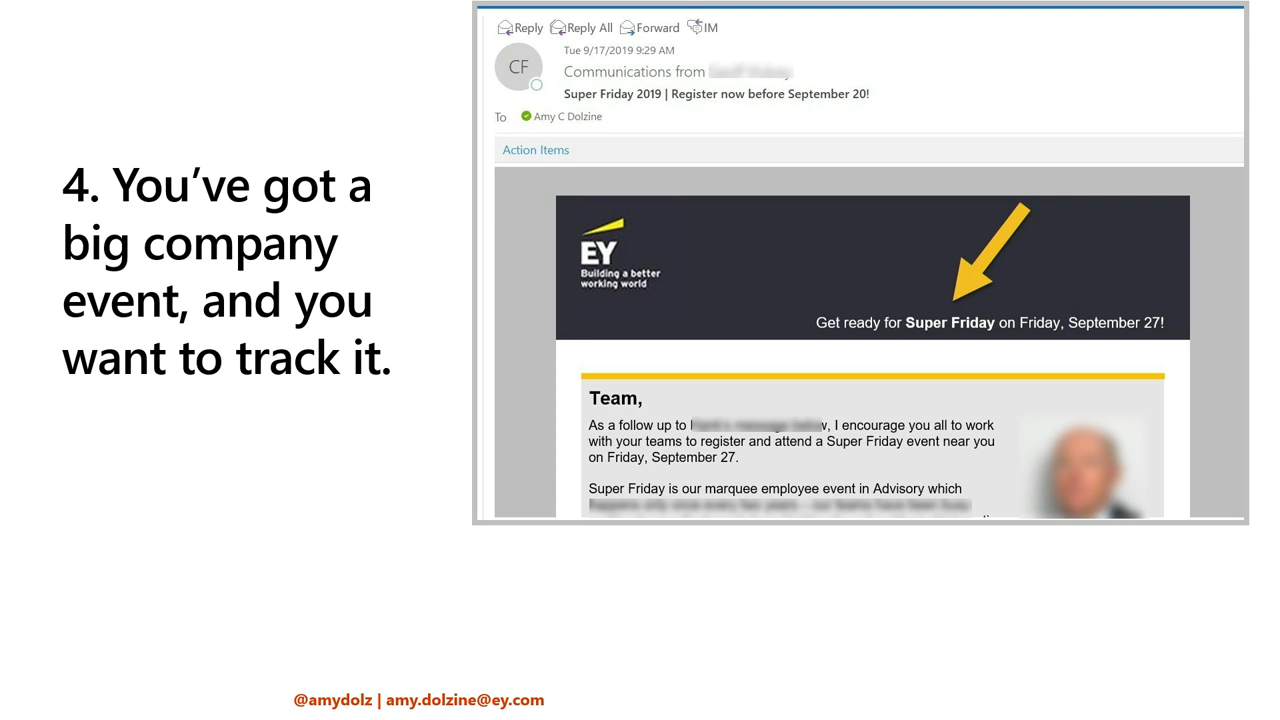 4. You've got a
big company
event, and you
want to track it.
Reply Reply All Forward IM
Tue 9/17/2019 9:29 AM
CF
Communications from
Super Friday 2019 | Register now before September 20!
To Amy C Dolzine
Action Items
EY
Building a better
working world
Get ready for Super Friday on Friday, September 27!
Team,
As a follow up to , I encourage you all to work
with your teams to register and attend a Super Friday event near you
on Friday, September 27.
Super Friday is our marquee employee event in Advisory which
@amydolz | amy.dolzine@ey.com